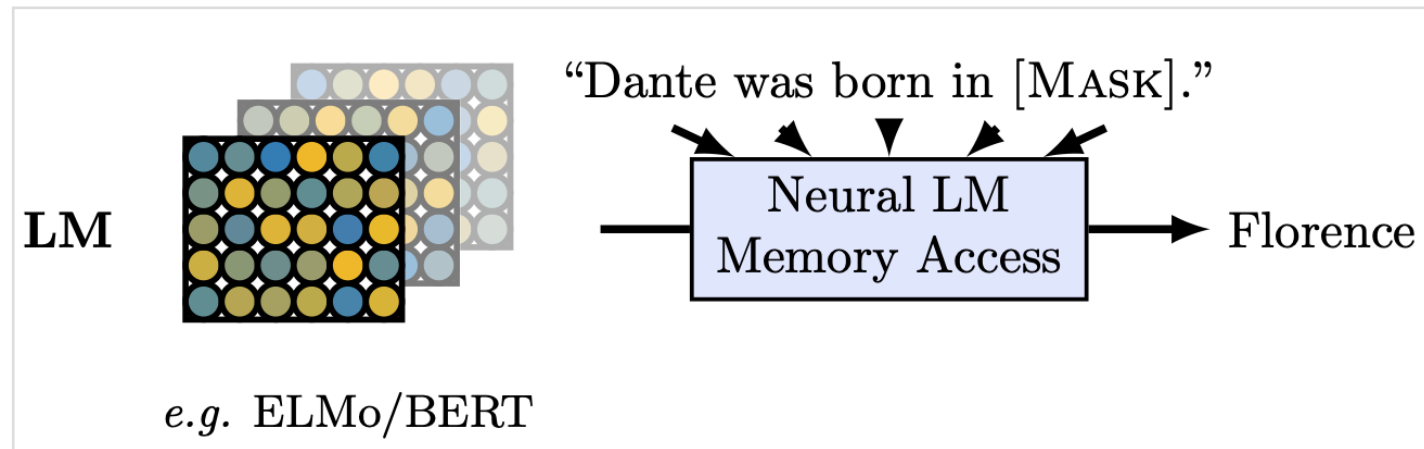 “Dante was born in [MASK].”
LM
Neural LM
Memory Access
Florence
e.g. ELMo/BERT